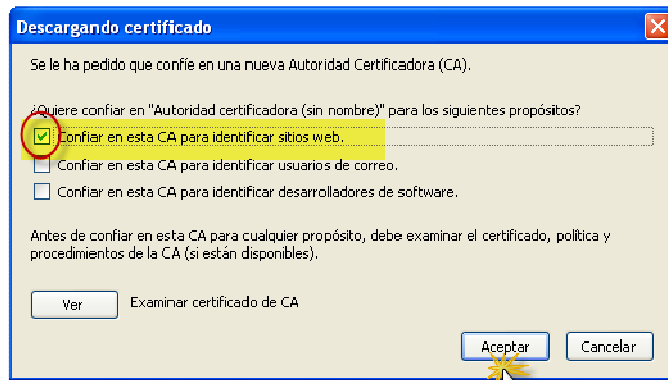 Descargando certificado
Se le ha pedido que confíe en una nueva Autoridad Certificadora (CA).
¿Quiere confiar en "Autoridad certificadora (sin nombre)" para los siguientes propósitos?
Confiar en esta CA para identificar sitios web.
Confiar en esta CA para identificar usuarios de correo.
Confiar en esta CA para identificar desarrolladores de software.
Antes de confiar en esta CA para cualquier propósito, debe examinar el certificado, política y
procedimientos de la CA (si están disponibles).
Ver Examinar certificado de CA
Aceptar Cancelar